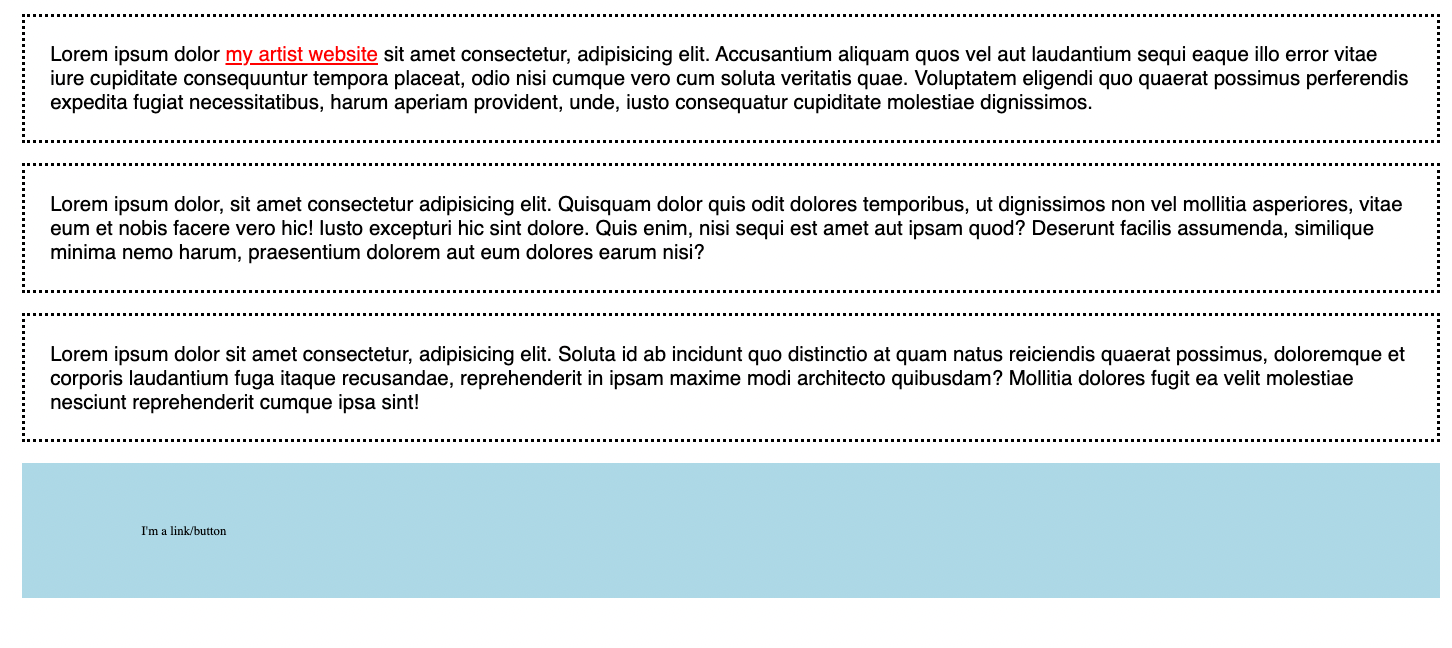 Lorem ipsum dolor my artist website sit amet consectetur, adipisicing elit. Accusantium aliquam quos vel aut laudantium sequi eaque illo error vitae
iure cupiditate consequuntur tempora placeat, odio nisi cumque vero cum soluta veritatis quae. Voluptatem eligendi quo quaerat possimus perferendis
expedita fugiat necessitatibus, harum aperiam provident, unde, iusto consequatur cupiditate molestiae dignissimos.
Lorem ipsum dolor, sit amet consectetur adipisicing elit. Quisquam dolor quis odit dolores temporibus, ut dignissimos non vel mollitia asperiores, vitae
eum et nobis facere vero hic! Iusto excepturi hic sint dolore. Quis enim, nisi sequi est amet aut ipsam quod? Deserunt facilis assumenda, similique
minima nemo harum, praesentium dolorem aut eum dolores earum nisi?
Lorem ipsum dolor sit amet consectetur, adipisicing elit. Soluta id ab incidunt quo distinctio at quam natus reiciendis quaerat possimus, doloremque et
corporis laudantium fuga itaque recusandae, reprehenderit in ipsam maxime modi architecto quibusdam? Mollitia dolores fugit ea velit molestiae
nesciunt reprehenderit cumque ipsa sint!
I'm a link/button